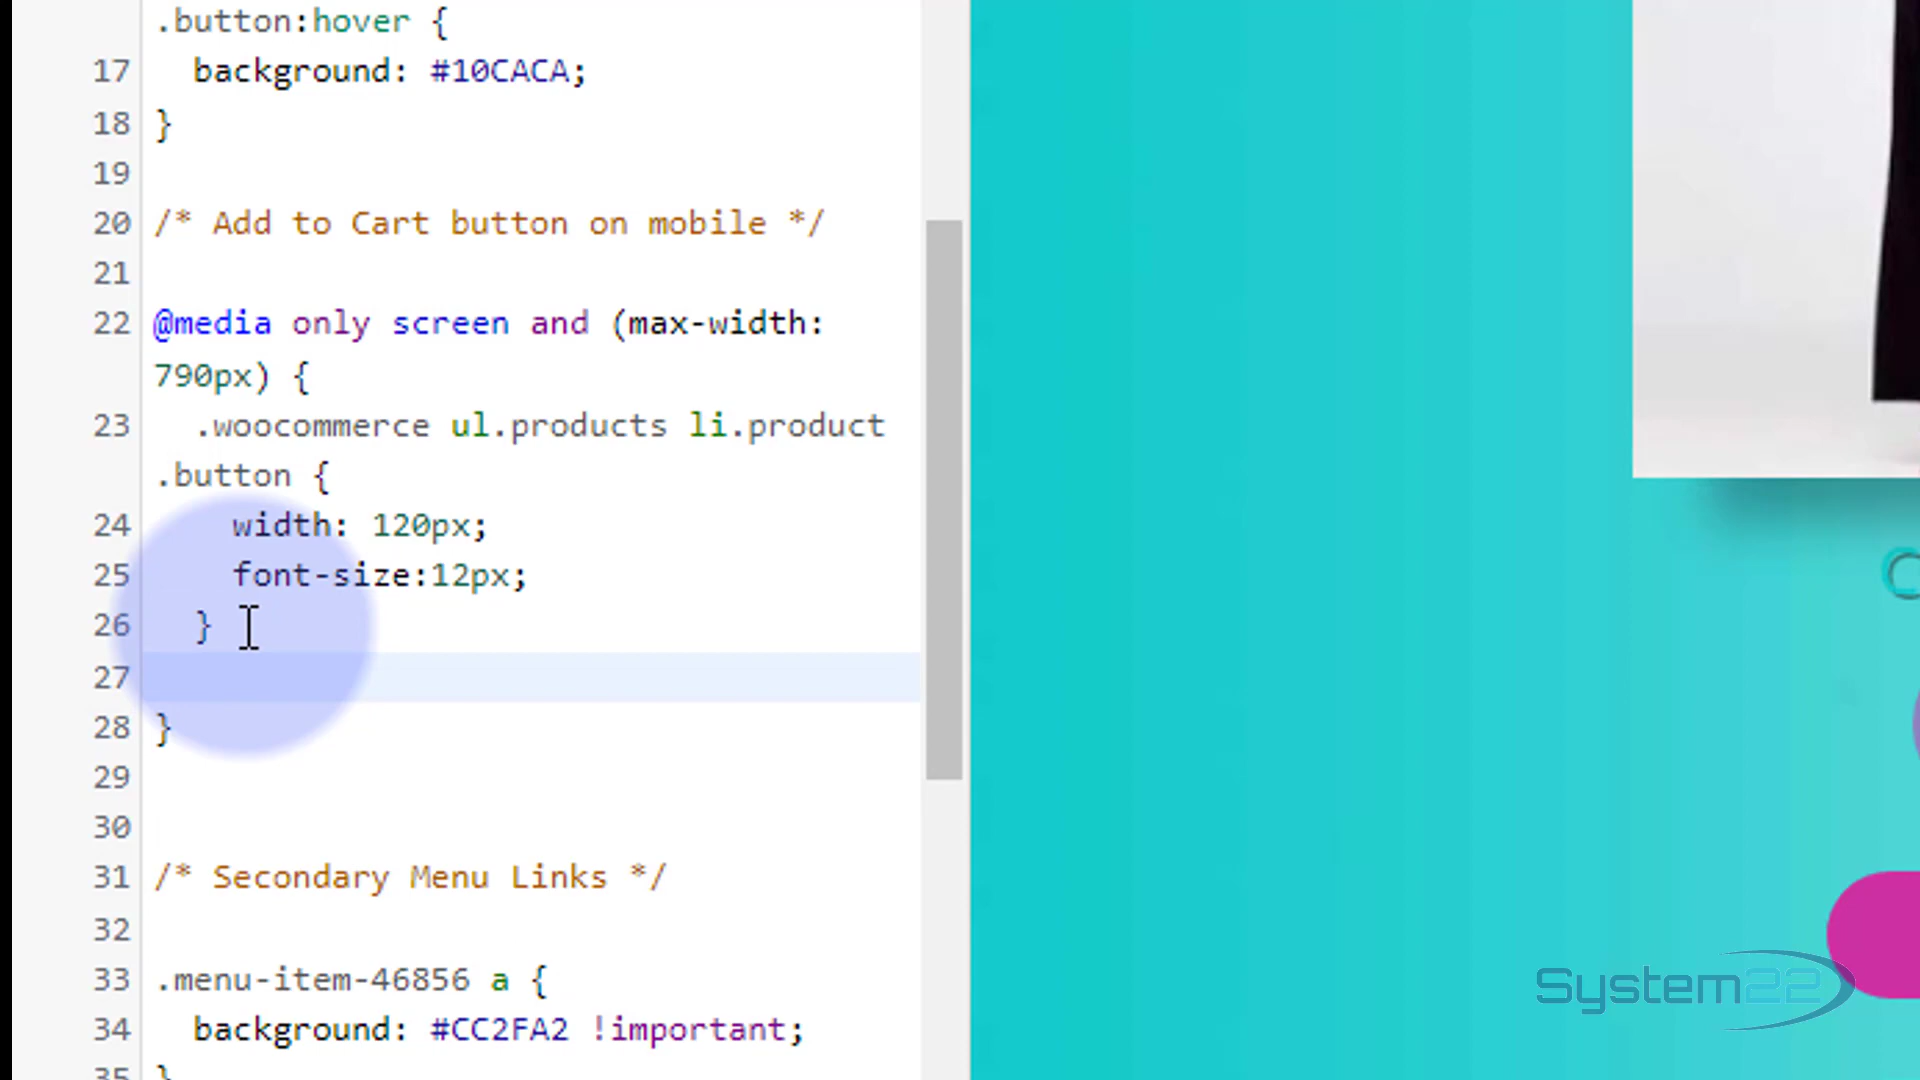 .button:hover {
17 background: #10CACA;
18 }
19
20 /* Add to Cart button on mobile */
21
22 @media only screen and (max-width:
790px) {
23 .woocommerce ul.products li.product
.button {
24 width: 120px;
25 font-size:12px;
26 }
27
28 }
29
30
31 /* Secondary Menu Links */
32
33 .menu-item-46856 a {
34 background: #CC2FA2 !important;
35 }
System22